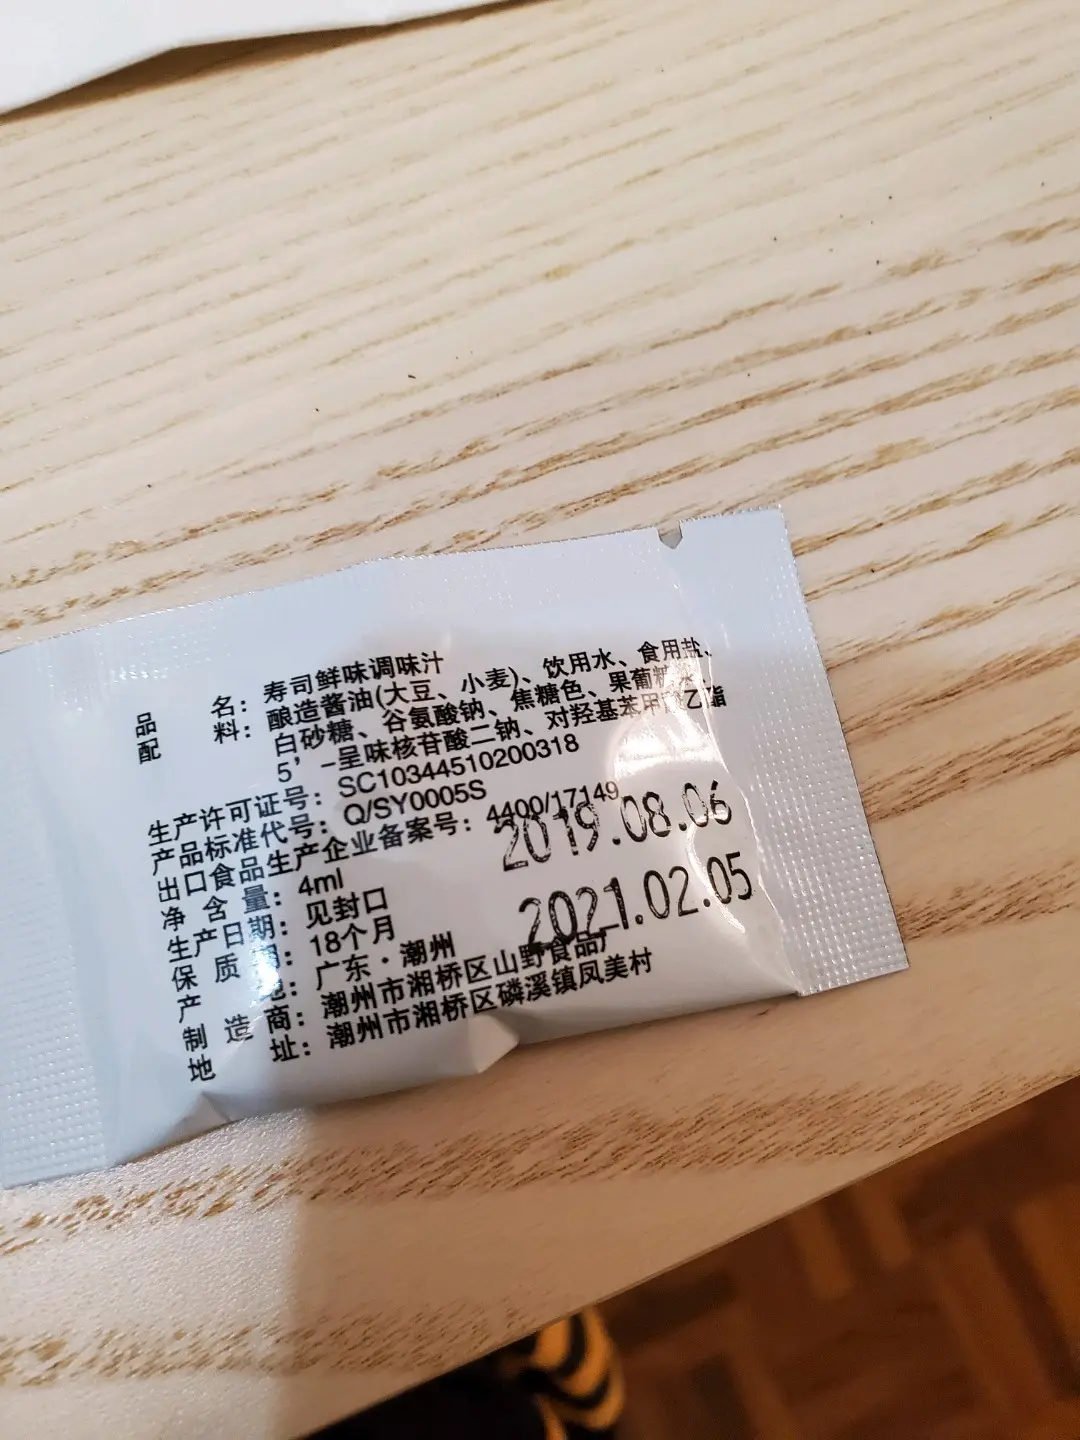 品 名：寿司鲜味调味汁
配 料：酿造酱油(大豆、小麦)、饮用水、食用盐、
白砂糖、谷氨酸钠、焦糖色、果葡糖浆、
5’-呈味核苷酸二钠、对羟基苯甲酸乙酯
生产许可证号：SC10344510200318
产品标准代号：Q/SY0005S
出口食品生产企业备案号：4400/17149
净 含 量：4ml
2019.08.06
生产日期：见封口
保 质 期：18个月
2021.02.05
产 地：广东·潮州
制 造 商：潮州市湘桥区山野食品厂
地 址：潮州市湘桥区磷溪镇凤美村